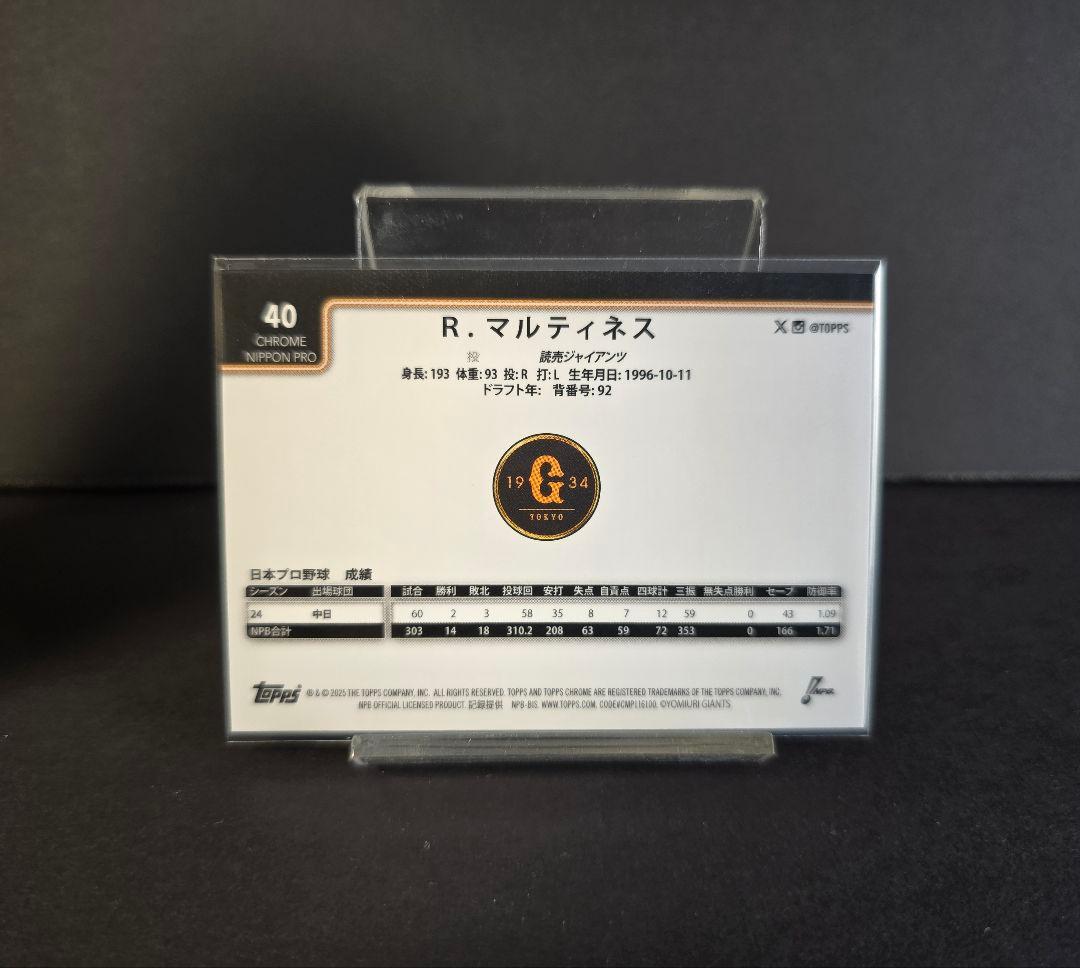 40
CHROME
NIPPON PRO
R. マルティネス
@TOPPS
投 読売ジャイアンツ
身長: 193 体重: 93 投: R 打: L 生年月日: 1996-10-11
ドラフト年: 背番号: 92
19 G 34
TOKYO
日本プロ野球 成績
シーズン 出場球団 試合 勝利 敗北 投球回 安打 失点 自責点 四球計 三振 無失点勝利 セーブ 防御率
24 中日 60 2 3 58 35 8 7 12 59 0 43 1.09
NPB合計 303 14 18 310.2 208 63 59 72 353 0 166 1.71
topps ® & © 2025 THE TOPPS COMPANY, INC. ALL RIGHTS RESERVED. TOPPS AND TOPPS CHROME ARE REGISTERED TRADEMARKS OF THE TOPPS COMPANY, INC.
NPB OFFICIAL LICENSED PRODUCT. 記録提供 NPB-BIS. WWW.TOPPS.COM. CODE#CMP116100. ©YOMIURI GIANTS
NPB